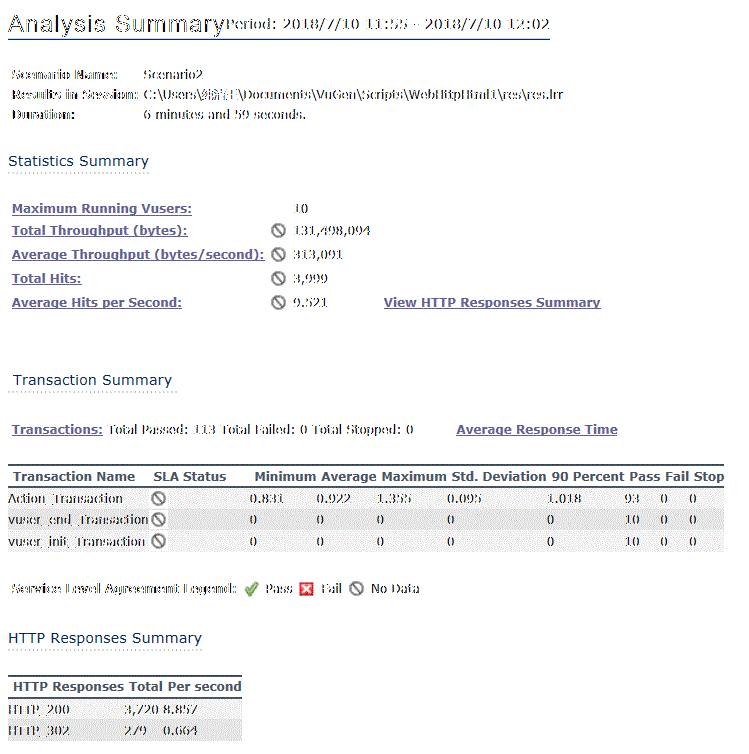 Analysis Summary Period: 2018/7/10 11:55 - 2018/7/10 12:02
Scenario Name: Scenario2
Results in Session: C:\Users\ \Documents\VuGen\Scripts\WebHttpHtml1\res\res.lrr
Duration: 6 minutes and 59 seconds.
Statistics Summary
Maximum Running Vusers: 10
Total Throughput (bytes): 131,498,094
Average Throughput (bytes/second): 313,091
Total Hits: 3,999
Average Hits per Second: 9.521 View HTTP Responses Summary
Transaction Summary
Transactions: Total Passed: 113 Total Failed: 0 Total Stopped: 0 Average Response Time
Transaction Name SLA Status Minimum Average Maximum Std. Deviation 90 Percent Pass Fail Stop
Action_Transaction 0.831 0.922 1.355 0.095 1.018 93 0 0
vuser_end_Transaction 0 0 0 0 0 10 0 0
vuser_init_Transaction 0 0 0 0 0 10 0 0
Service Level Agreement Legend: Pass Fail No Data
HTTP Responses Summary
HTTP Responses Total Per second
HTTP_200 3,720 8.857
HTTP_302 279 0.664